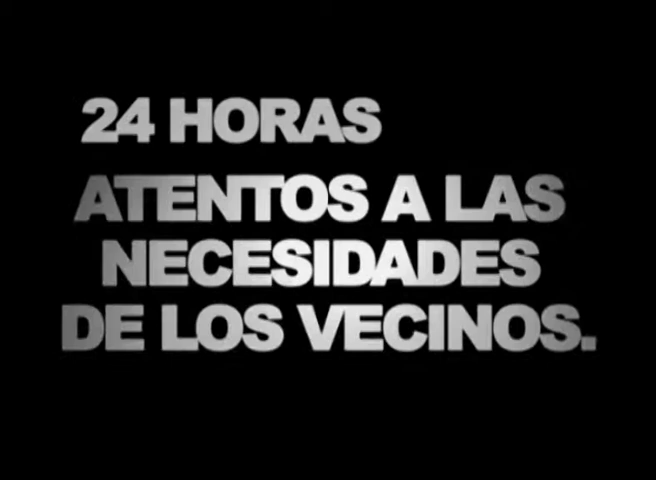 24 HORAS
ATENTOS A LAS
NECESIDADES
DE LOS VECINOS.